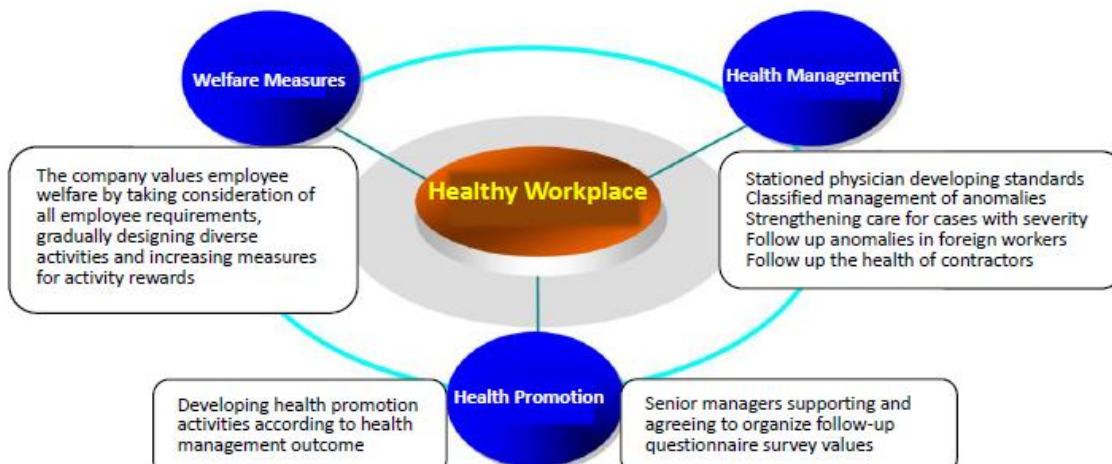 Welfare Measures
Health Management
Healthy Workplace
The company values employee
welfare by taking consideration of
all employee requirements,
gradually designing diverse
activities and increasing measures
for activity rewards
Stationed physician developing standards
Classified management of anomalies
Strengthening care for cases with severity
Follow up anomalies in foreign workers
Follow up the health of contractors
Health Promotion
Developing health promotion
activities according to health
management outcome
Senior managers supporting and
agreeing to organize follow-up
questionnaire survey values